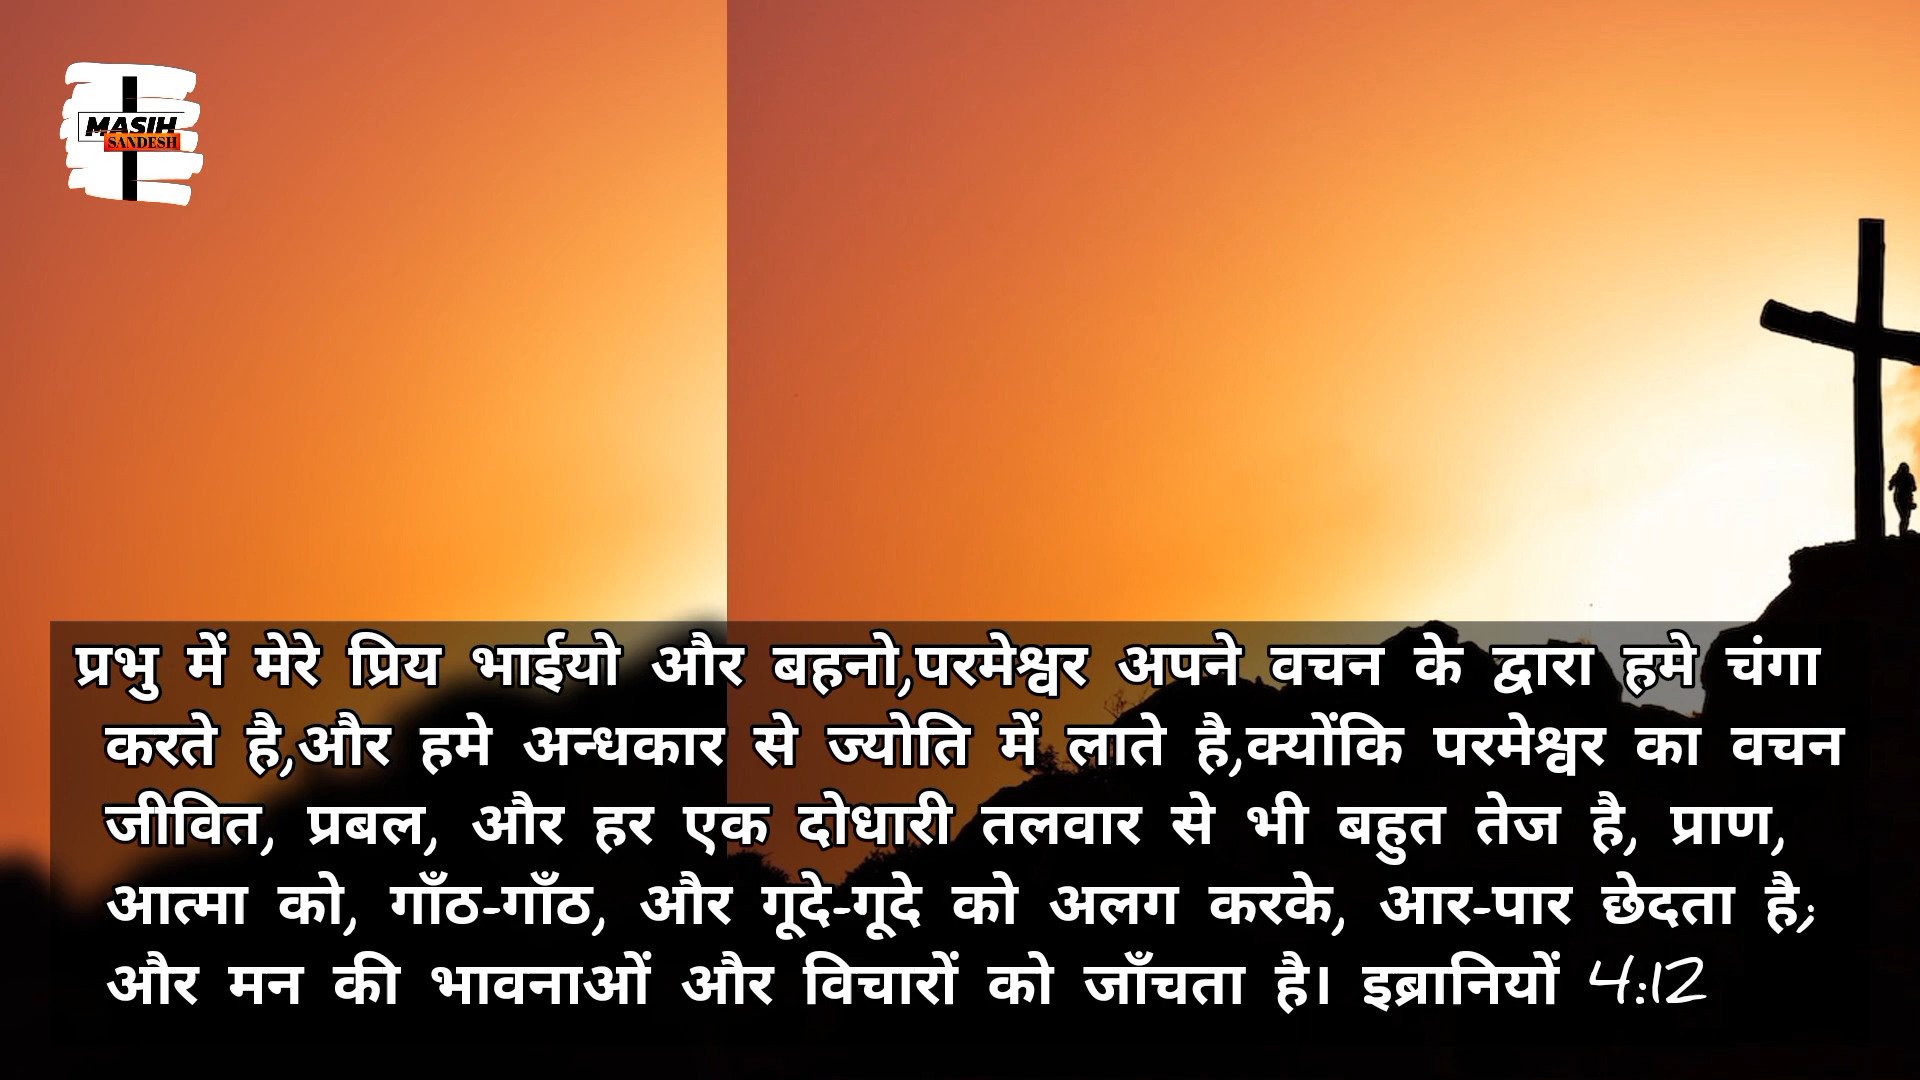 MASIH
SANDESH
प्रभु में मेरे प्रिय भाईयो और बहनो,परमेश्वर अपने वचन के द्वारा हमे चंगा
करते है,और हमे अन्धकार से ज्योति में लाते है,क्योंकि परमेश्वर का वचन
जीवित, प्रबल, और हर एक दोधारी तलवार से भी बहुत तेज है, प्राण,
आत्मा को, गाँठ-गाँठ, और गूदे-गूदे को अलग करके, आर-पार छेदता है;
और मन की भावनाओं और विचारों को जाँचता है। इब्रानियों 4:12